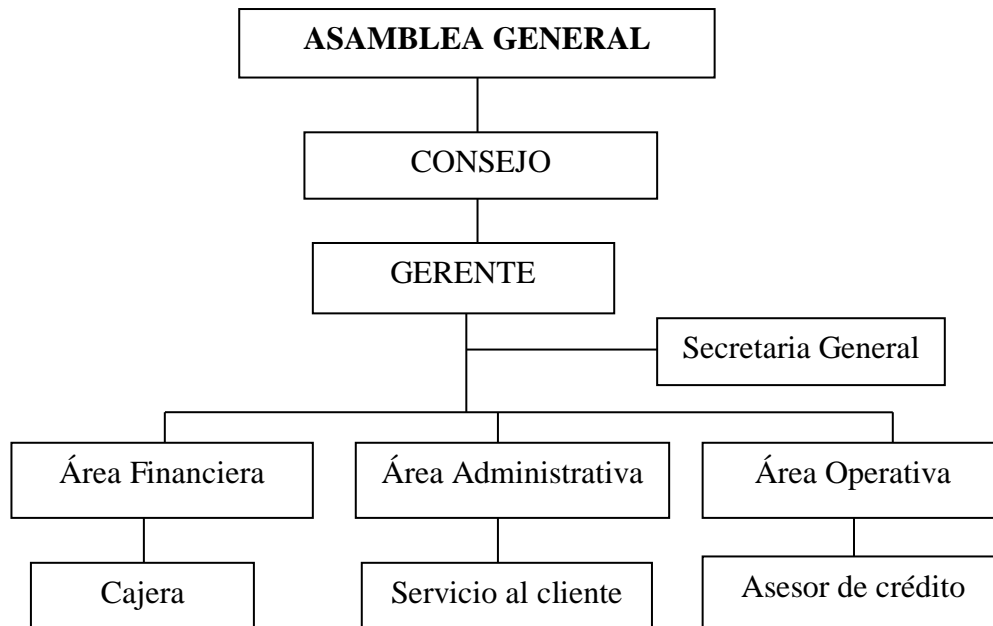 ASAMBLEA GENERAL
CONSEJO
GERENTE
Secretaria General
Área Financiera
Área Administrativa
Área Operativa
Cajera
Servicio al cliente
Asesor de crédito